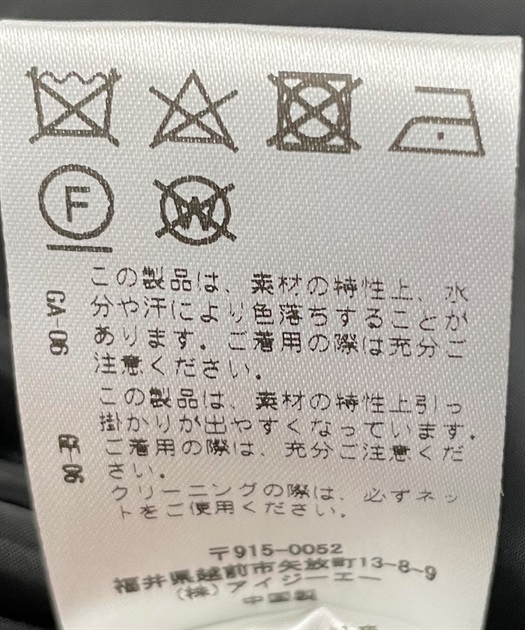 F
W
この製品は、素材の特性上、水
分や汗により色落ちすることが
あります。ご着用の際は充分ご
注意ください。
GA-06
この製品は、素材の特性上引っ
掛かりが出やすくなっています。
ご着用の際は、充分ご注意くだ
さい。
クリーニングの際は、必ずネッ
トをご使用ください。
〒915-0052
福井県越前市矢放町13-8-9
(株)アイジーエー
中国製